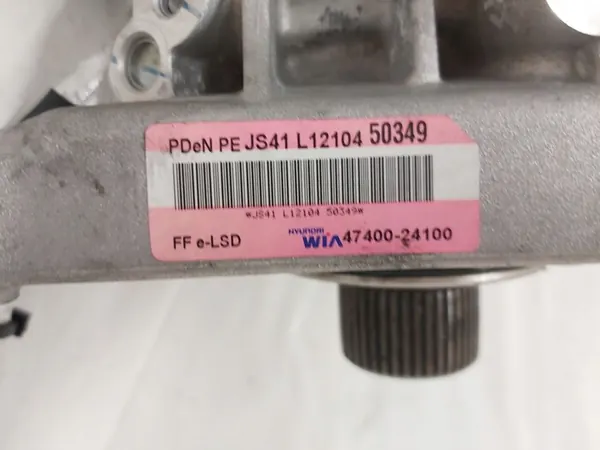 PDeN PE JS41 L12104 50349
*JS41 L12104 50349*
FF e-LSD HYUNDAI WIA 47400-24100